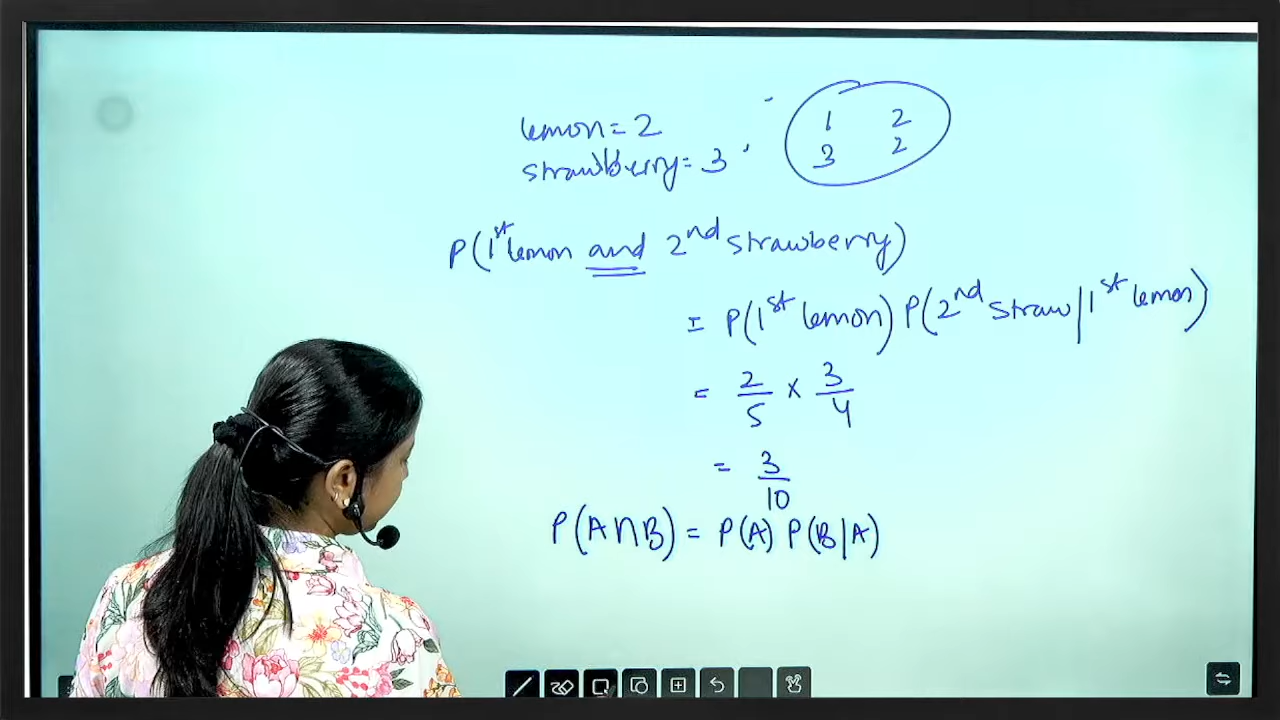 lemon = 2
strawberry = 3
1 2
3 2
P(1st lemon and 2nd strawberry)
= P(1st lemon) P(2nd straw | 1st lemon)
= 2/5 × 3/4
= 3/10
P(A∩B) = P(A) P(B|A)